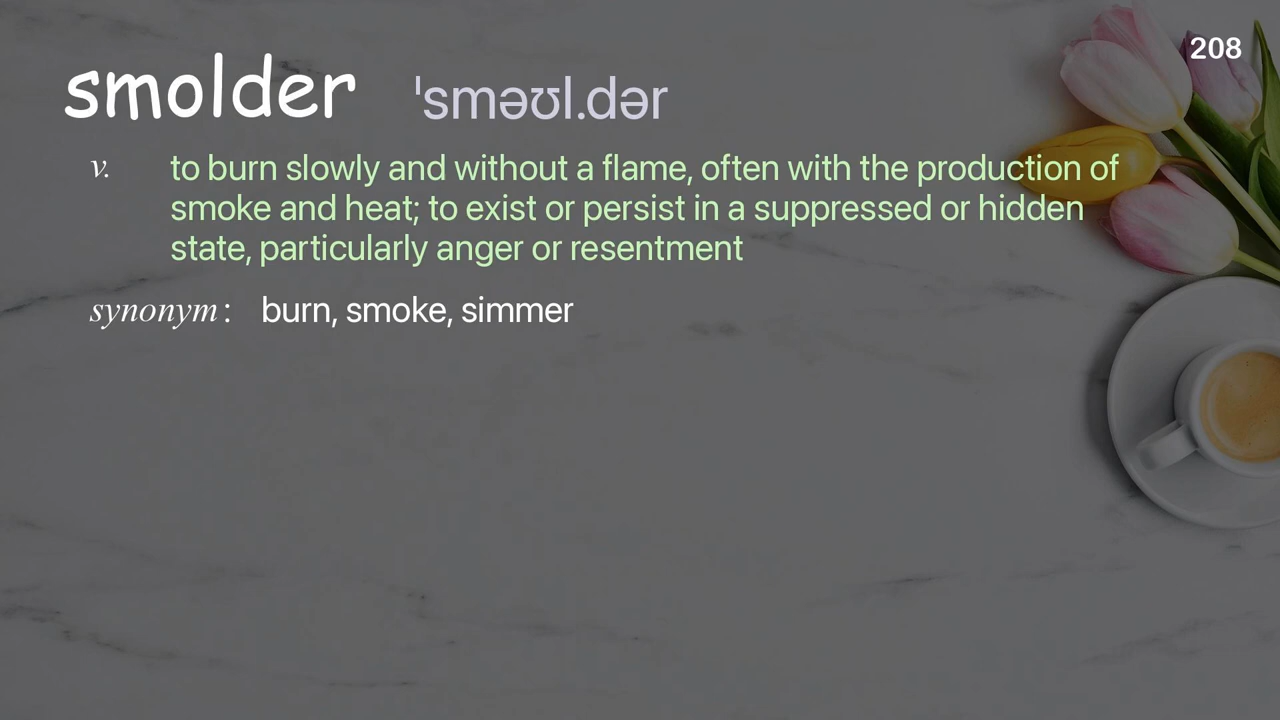 208
smolder ˈsməʊl.dər
v. to burn slowly and without a flame, often with the production of
smoke and heat; to exist or persist in a suppressed or hidden
state, particularly anger or resentment
synonym: burn, smoke, simmer